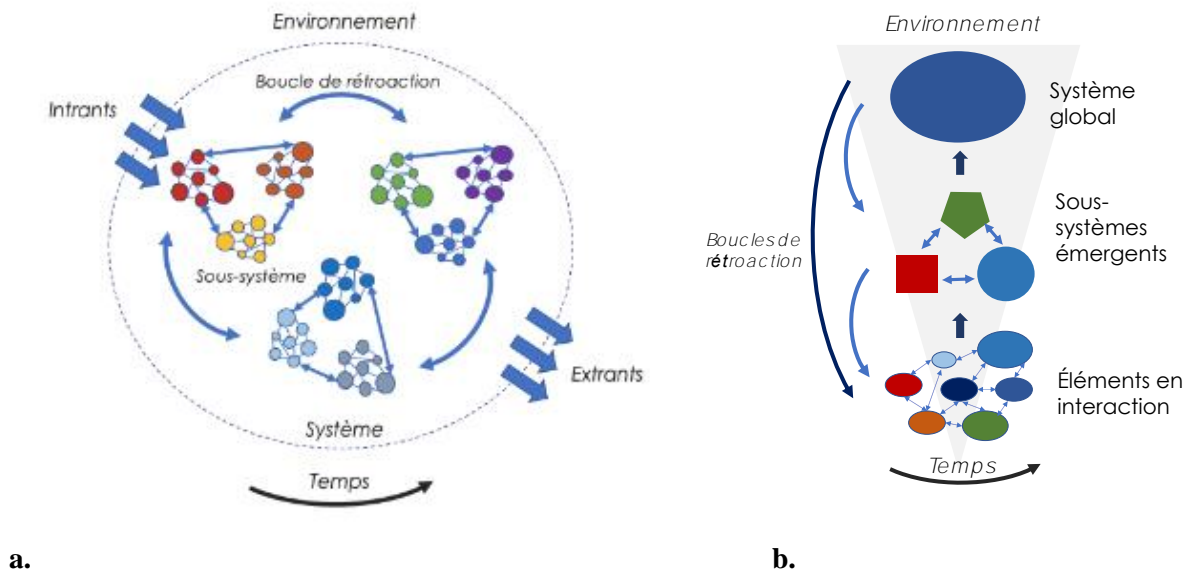 Environnement
Boucle de rétroaction
Intrants
Sous-système
Extrants
Système
Temps
a.
Environnement
Système
global
Sous-
systèmes
émergents
Boucles de
rétroaction
Éléments en
interaction
Temps
b.